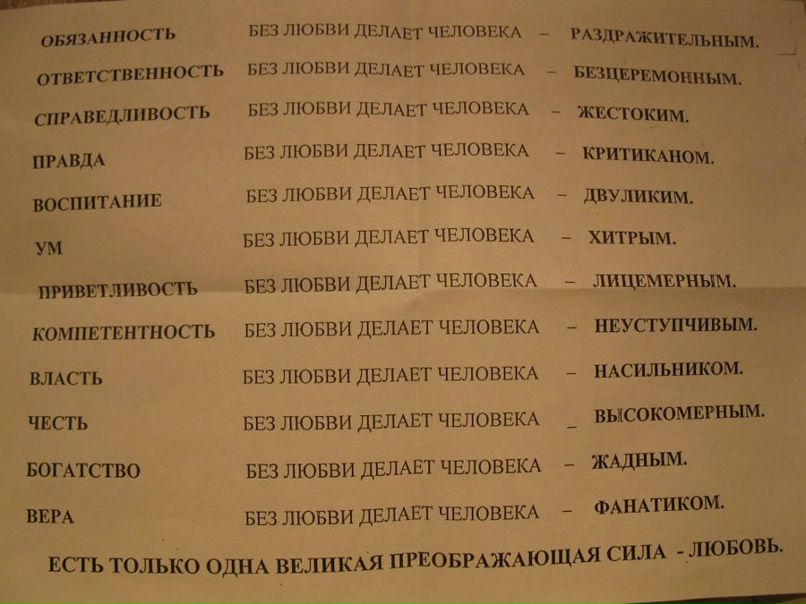 ОБЯЗАННОСТЬ БЕЗ ЛЮБВИ ДЕЛАЕТ ЧЕЛОВЕКА – РАЗДРАЖИТЕЛЬНЫМ.
ОТВЕТСТВЕННОСТЬ БЕЗ ЛЮБВИ ДЕЛАЕТ ЧЕЛОВЕКА – БЕЗЦЕРЕМОННЫМ.
СПРАВЕДЛИВОСТЬ БЕЗ ЛЮБВИ ДЕЛАЕТ ЧЕЛОВЕКА – ЖЕСТОКИМ.
ПРАВДА БЕЗ ЛЮБВИ ДЕЛАЕТ ЧЕЛОВЕКА – КРИТИКАНОМ.
ВОСПИТАНИЕ БЕЗ ЛЮБВИ ДЕЛАЕТ ЧЕЛОВЕКА – ДВУЛИКИМ.
УМ БЕЗ ЛЮБВИ ДЕЛАЕТ ЧЕЛОВЕКА – ХИТРЫМ.
ПРИВЕТЛИВОСТЬ БЕЗ ЛЮБВИ ДЕЛАЕТ ЧЕЛОВЕКА – ЛИЦЕМЕРНЫМ.
КОМПЕТЕНТНОСТЬ БЕЗ ЛЮБВИ ДЕЛАЕТ ЧЕЛОВЕКА – НЕУСТУПЧИВЫМ.
ВЛАСТЬ БЕЗ ЛЮБВИ ДЕЛАЕТ ЧЕЛОВЕКА – НАСИЛЬНИКОМ.
ЧЕСТЬ БЕЗ ЛЮБВИ ДЕЛАЕТ ЧЕЛОВЕКА _ ВЫСОКОМЕРНЫМ.
БОГАТСТВО БЕЗ ЛЮБВИ ДЕЛАЕТ ЧЕЛОВЕКА – ЖАДНЫМ.
ВЕРА БЕЗ ЛЮБВИ ДЕЛАЕТ ЧЕЛОВЕКА – ФАНАТИКОМ.
ЕСТЬ ТОЛЬКО ОДНА ВЕЛИКАЯ ПРЕОБРАЖАЮЩАЯ СИЛА - ЛЮБОВЬ.